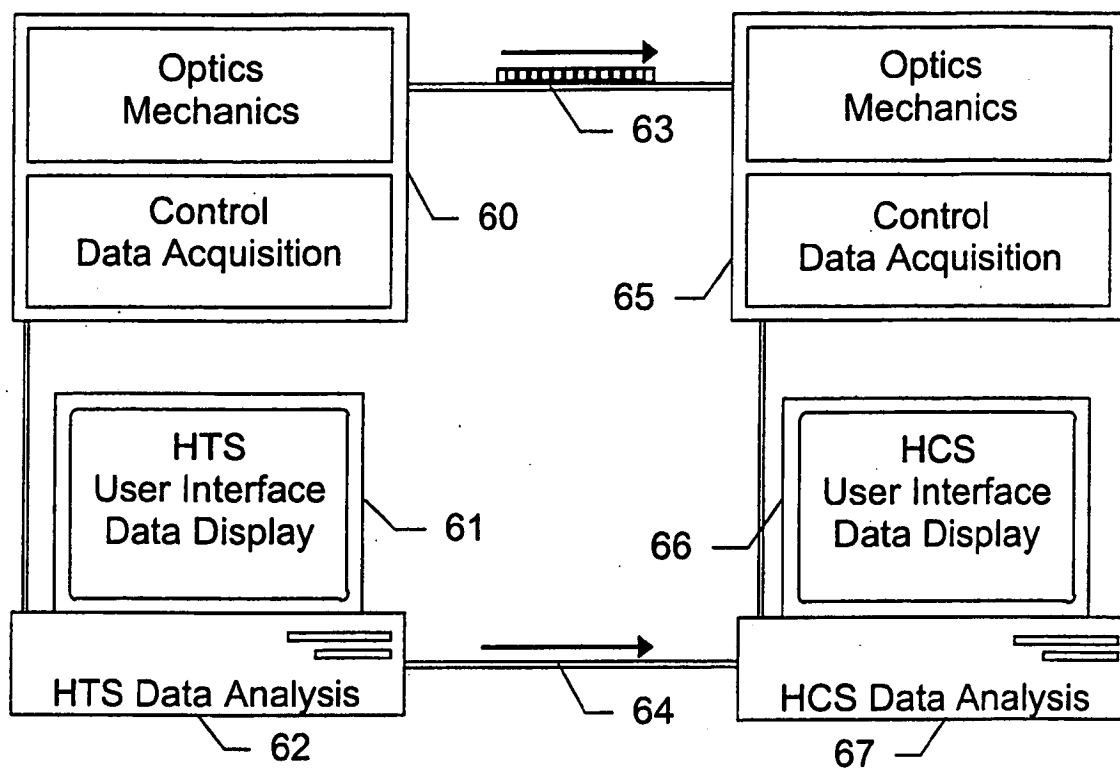 Optics
Mechanics
Control
Data Acquisition
60
63
Optics
Mechanics
Control
Data Acquisition
65
HTS
User Interface
Data Display
61
HTS Data Analysis
62
64
HCS
User Interface
Data Display
66
HCS Data Analysis
67